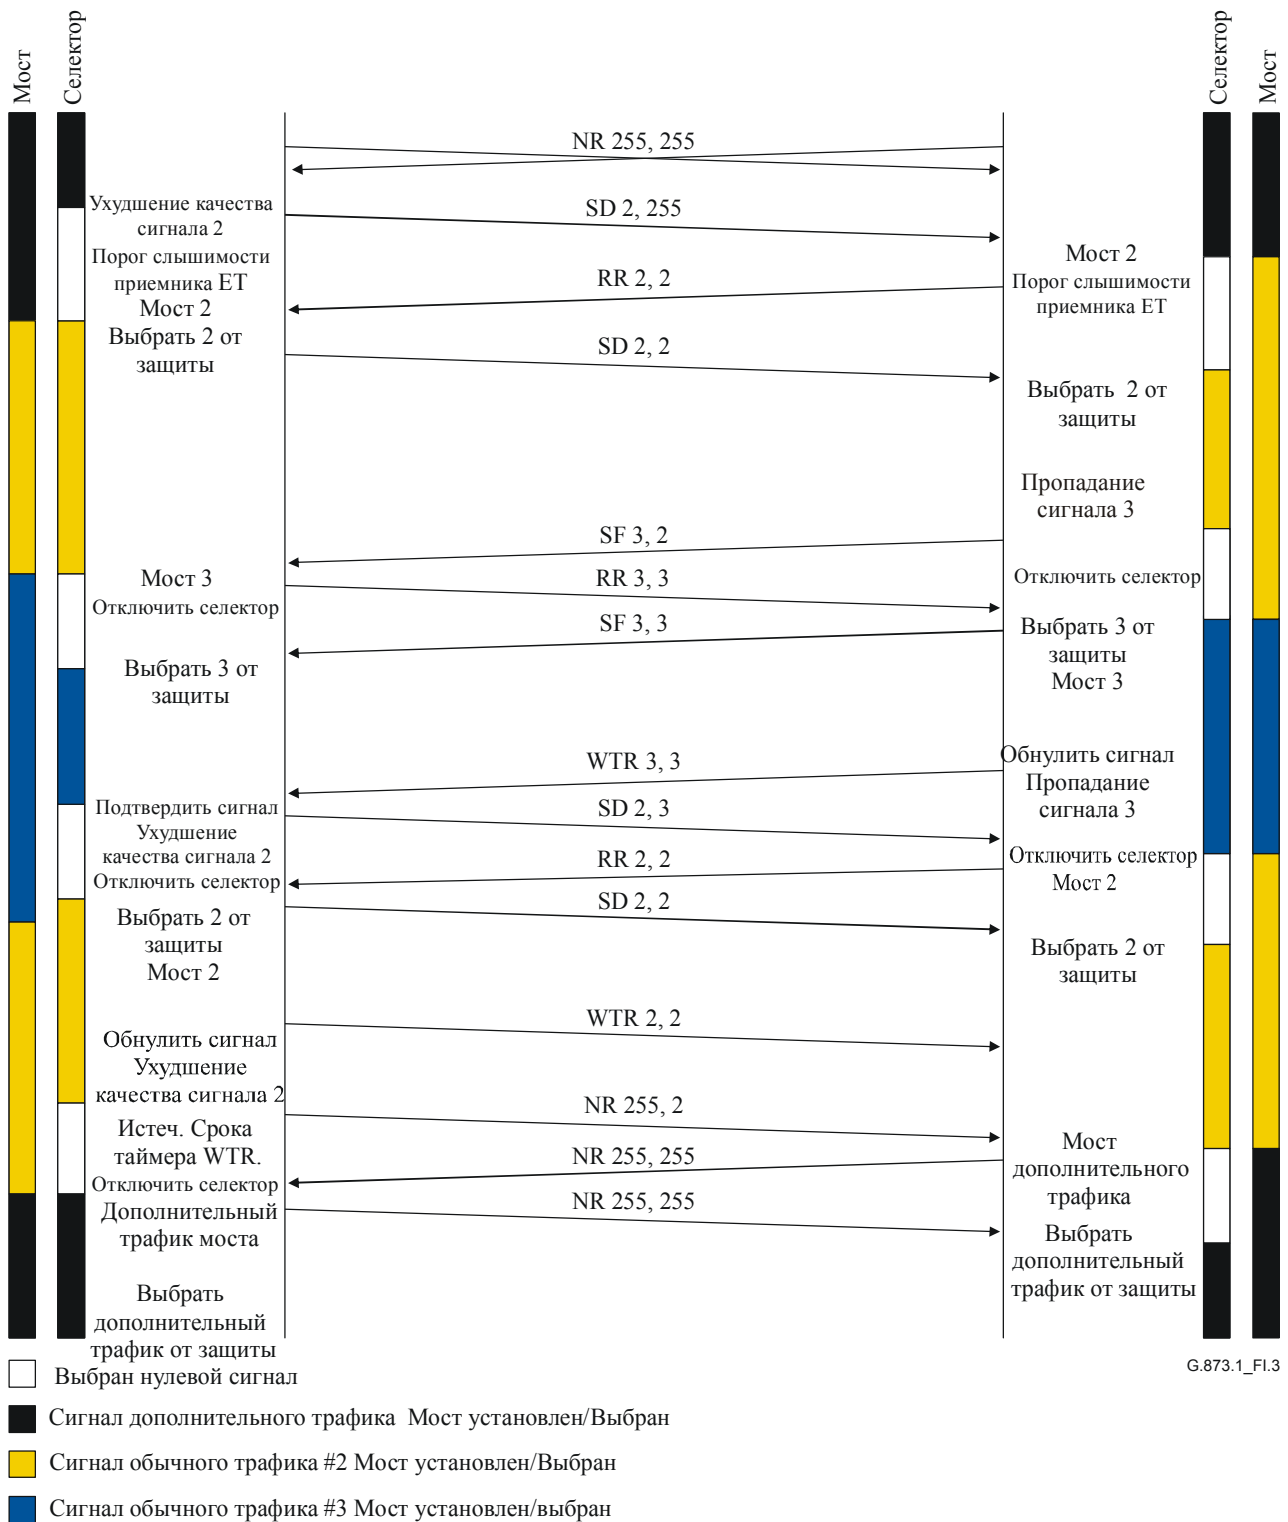 Мост
Селектор
Селектор
Мост
NR 255, 255
Ухудшение качества
сигнала 2
SD 2, 255
Мост 2
Порог слышимости
приемника ET
RR 2, 2
Порог слышимости
приемника ET
Мост 2
Выбрать 2 от
защиты
SD 2, 2
Выбрать 2 от
защиты
Пропадание
сигнала 3
SF 3, 2
Мост 3
Отключить селектор
RR 3, 3
Отключить селектор
SF 3, 3
Выбрать 3 от
защиты
Мост 3
Выбрать 3 от
защиты
WTR 3, 3
Обнулить сигнал
Пропадание
сигнала 3
Подтвердить сигнал
Ухудшение
качества сигнала 2
Отключить селектор
SD 2, 3
RR 2, 2
Отключить селектор
Мост 2
SD 2, 2
Выбрать 2 от
защиты
Мост 2
Выбрать 2 от
защиты
WTR 2, 2
Обнулить сигнал
Ухудшение
качества сигнала 2
NR 255, 2
Истеч. Срока
таймера WTR.
Отключить селектор
Мост
дополнительного
трафика
NR 255, 255
NR 255, 255
Дополнительный
трафик моста
Выбрать
дополнительный
трафик от защиты
Выбрать
дополнительный
трафик от защиты
Выбран нулевой сигнал
G.873.1_FI.3
Сигнал дополнительного трафика Мост установлен/Выбран
Сигнал обычного трафика #2 Мост установлен/Выбран
Сигнал обычного трафика #3 Мост установлен/выбран